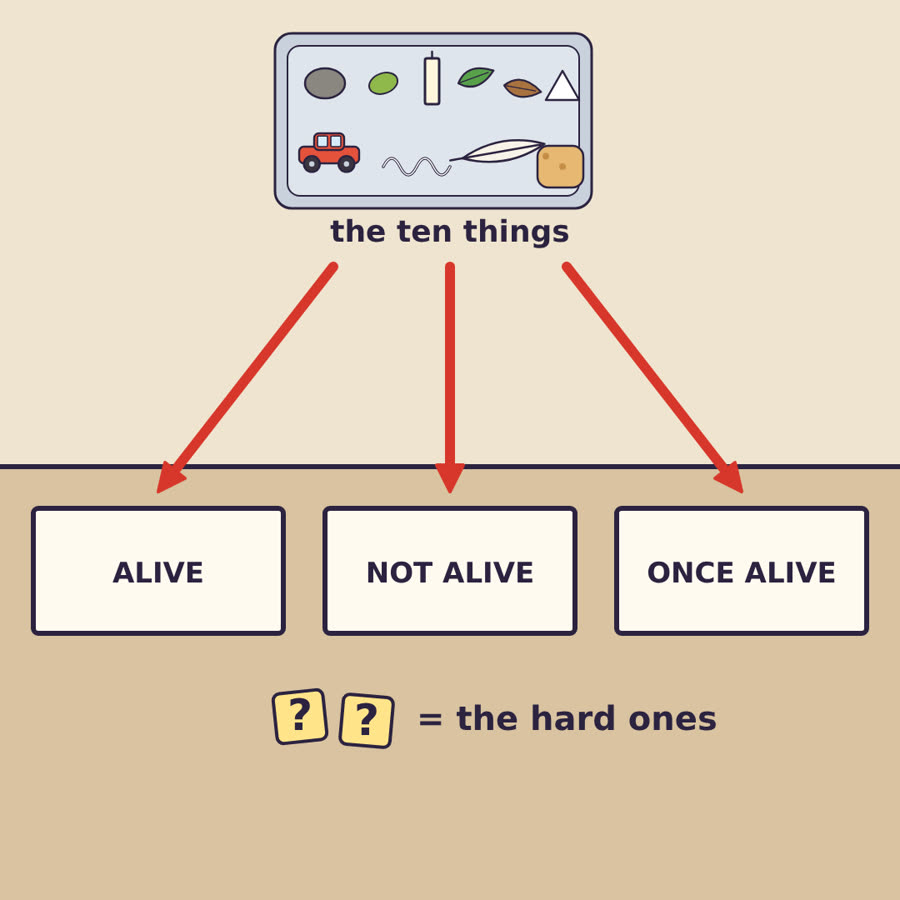 the ten things
ALIVE
NOT ALIVE
ONCE ALIVE
? ? = the hard ones